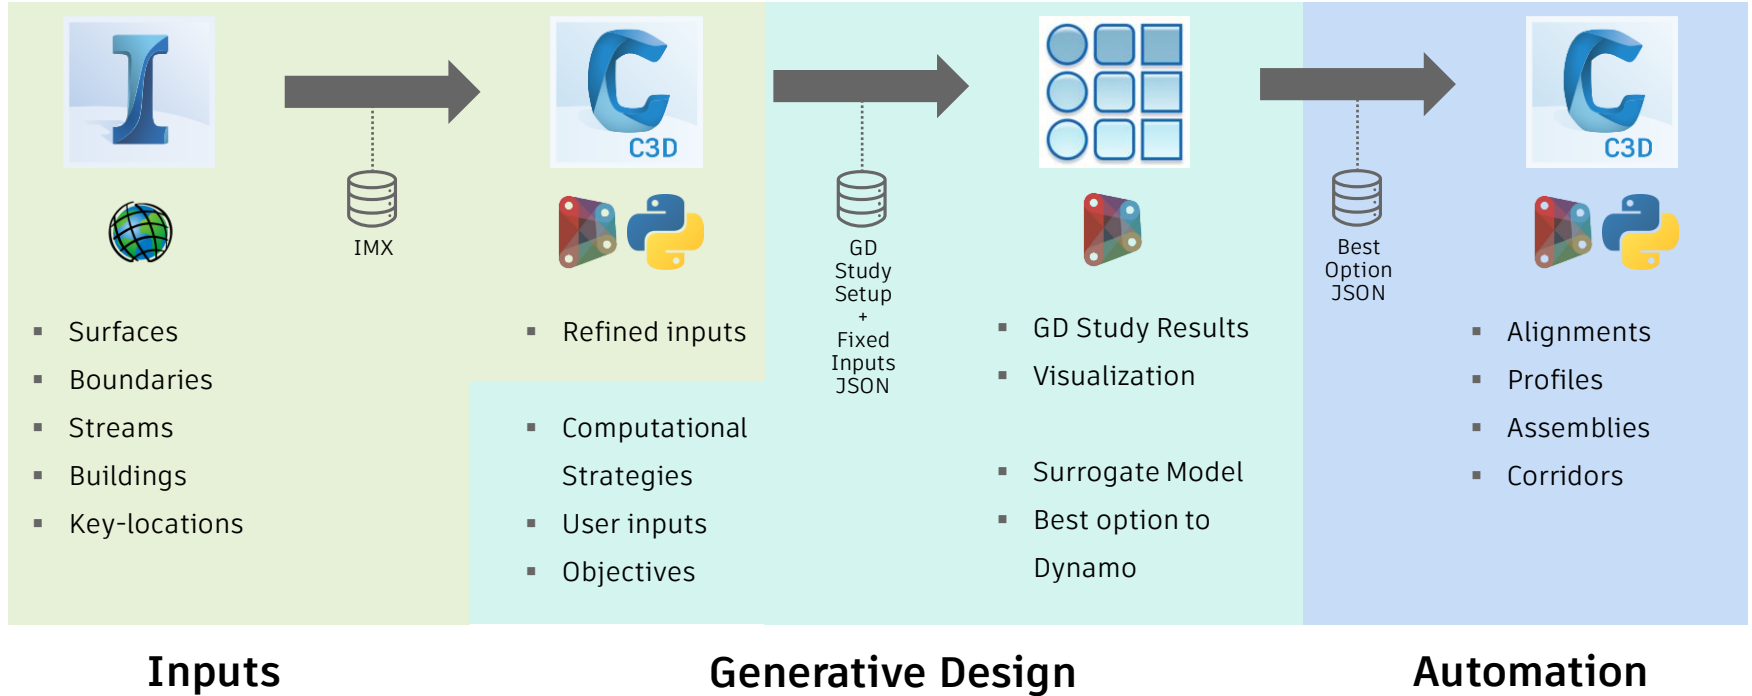 C3D
C3D
IMX
GD
Study
Setup
+
Fixed
Inputs
JSON
Best
Option
JSON
Surfaces
Boundaries
Streams
Buildings
Key-locations
Refined inputs
Computational
Strategies
User inputs
Objectives
GD Study Results
Visualization
Surrogate Model
Best option to
Dynamo
Alignments
Profiles
Assemblies
Corridors
Inputs
Generative Design
Automation